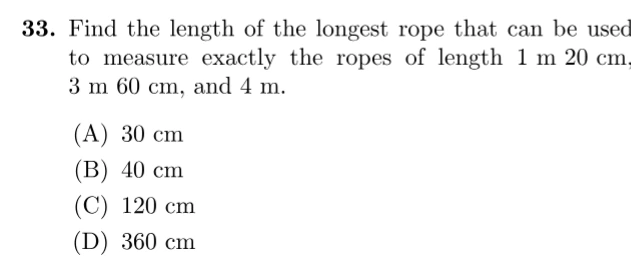 33. Find the length of the longest rope that can be used
to measure exactly the ropes of length 1 m 20 cm,
3 m 60 cm, and 4 m.
(A) 30 cm
(B) 40 cm
(C) 120 cm
(D) 360 cm